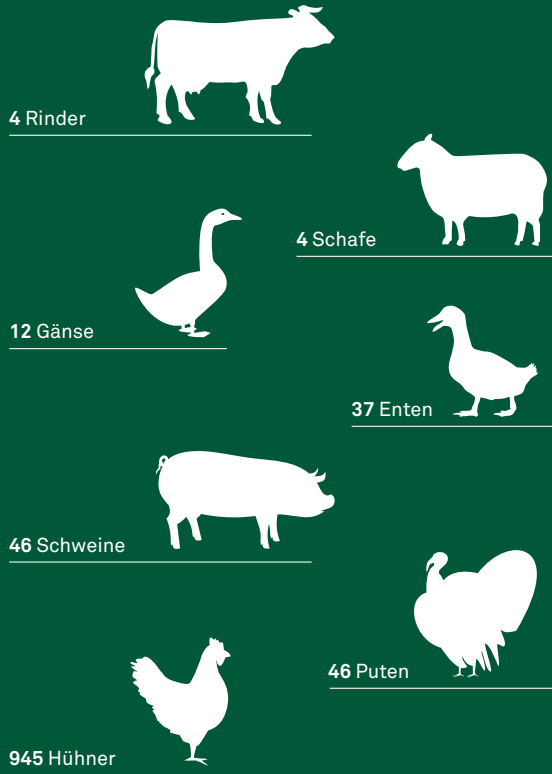 4 Rinder
4 Schafe
12 Gänse
37 Enten
46 Schweine
46 Puten
945 Hühner